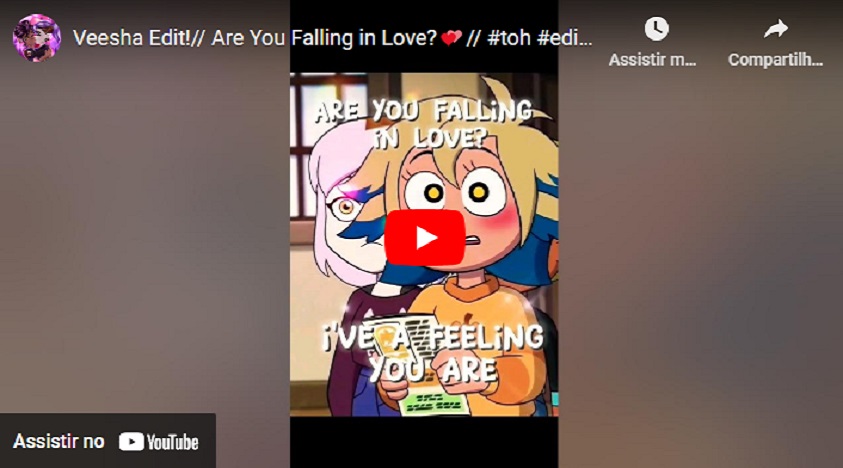 Veesha Edit!// Are You Falling in Love?💕// #toh #edi...
Assistir m...
Compartilh...
ARE YOU FALLING
IN LOVE?
I'VE A FEELING
YOU ARE
Assistir no YouTube